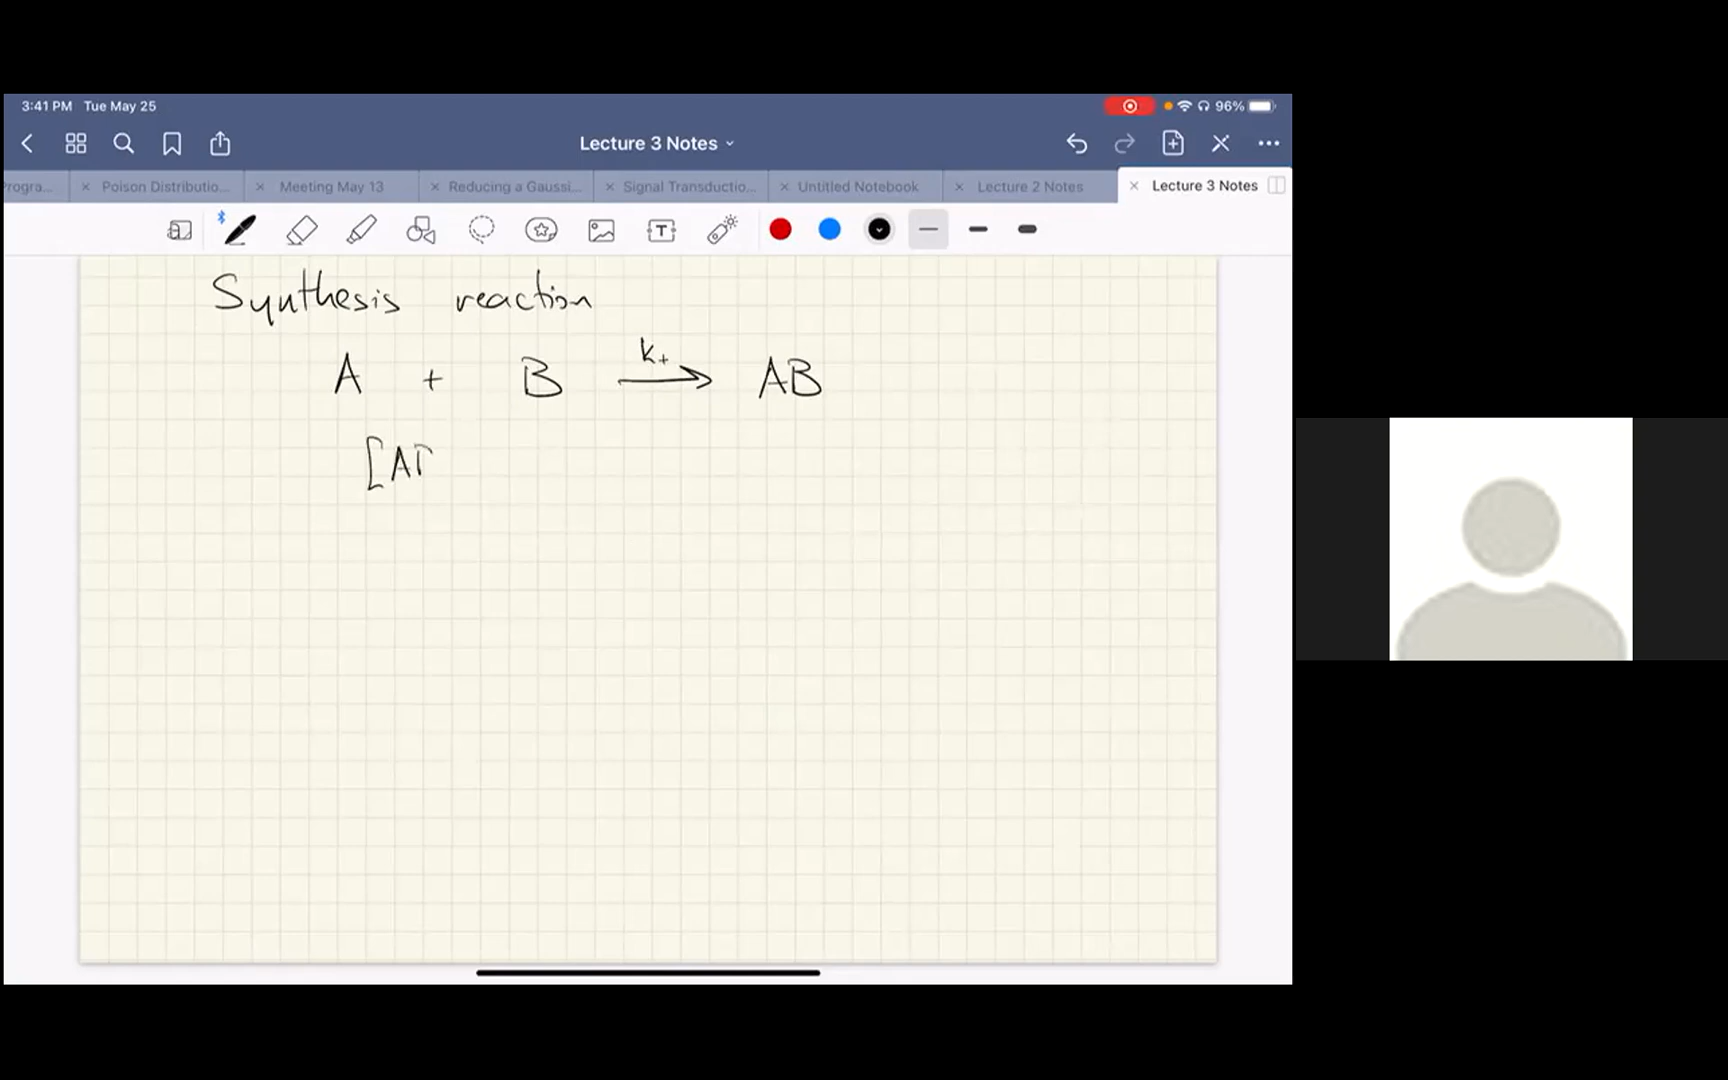 3:41 PM Tue May 25
96%
Lecture 3 Notes
Progra...
Poison Distributio...
Meeting May 13
Reducing a Gaussi...
Signal Transductio...
Untitled Notebook
Lecture 2 Notes
Lecture 3 Notes
T
Synthesis reaction
A + B k+ → AB
[A